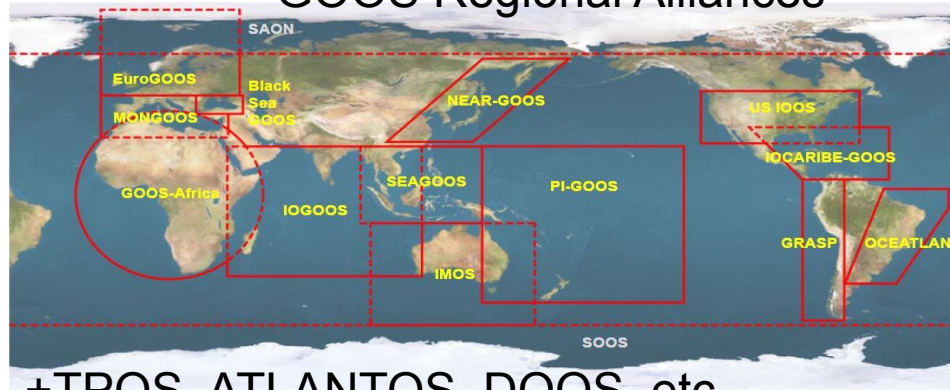 GOOS Regional Alliances
SAON
EuroGOOS
Black
Sea
GOOS
MONGOOS
NEAR-GOOS
US IOOS
IOCARIBE-GOOS
GOOS-Africa
IOGOOS
SEAGOOS
PI-GOOS
GRASP
OCEATLAN
IMOS
SOOS
+TPOS, ATLANTOS, DOOS, etc